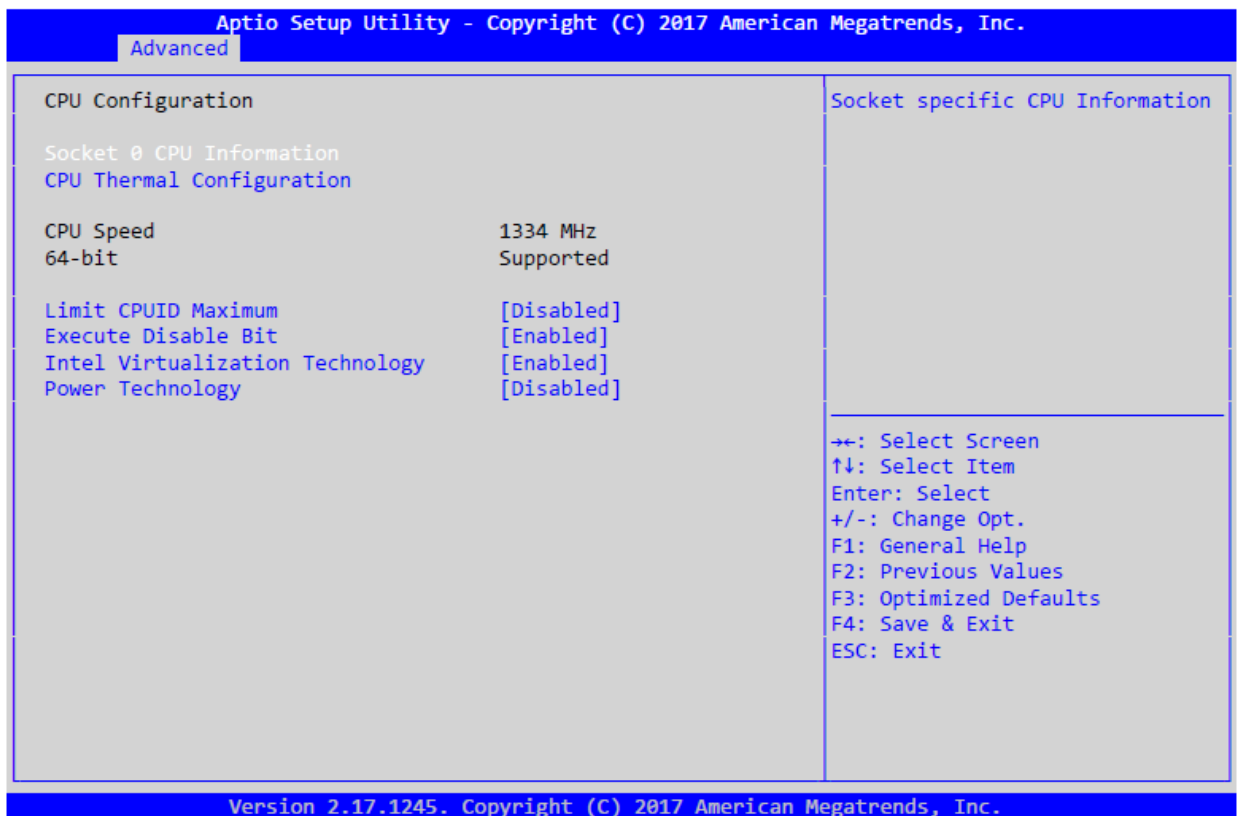 Aptio Setup Utility - Copyright (C) 2017 American Megatrends, Inc.
Advanced
CPU Configuration
Socket 0 CPU Information
CPU Thermal Configuration
CPU Speed 1334 MHz
64-bit Supported
Limit CPUID Maximum [Disabled]
Execute Disable Bit [Enabled]
Intel Virtualization Technology [Enabled]
Power Technology [Disabled]
Socket specific CPU Information
→←: Select Screen
↑↓: Select Item
Enter: Select
+/-: Change Opt.
F1: General Help
F2: Previous Values
F3: Optimized Defaults
F4: Save & Exit
ESC: Exit
Version 2.17.1245. Copyright (C) 2017 American Megatrends, Inc.